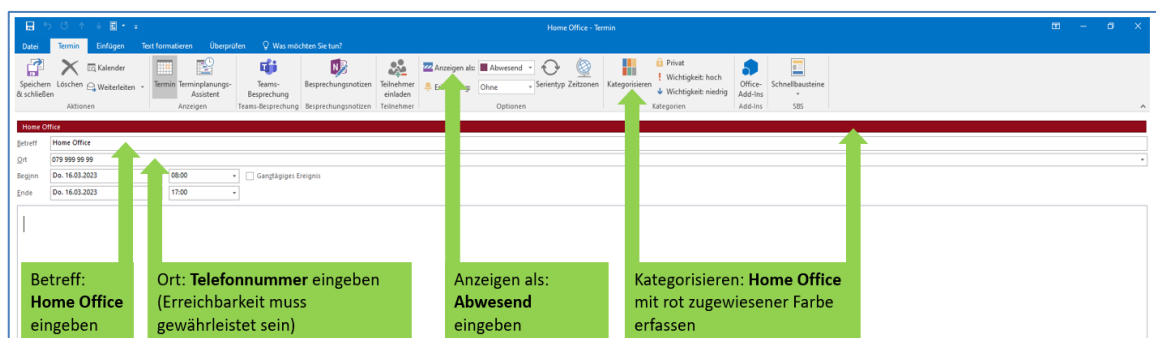 Home Office - Termin
Datei Termin Einfügen Text formatieren Überprüfen Was möchten Sie tun?
Speichern & schließen
Löschen
Kalender
Weiterleiten
Aktionen
Termin
Terminplanungs-Assistent
Anzeigen
Teams-Besprechung
Teams-Besprechung
Besprechungsnotizen
Besprechungsnotizen
Teilnehmer einladen
Teilnehmer
Anzeigen als: Abwesend
Ohne
Serientyp
Zeitzonen
Optionen
Kategorisieren
Privat
Wichtigkeit: hoch
Wichtigkeit: niedrig
Kategorien
Office-Add-Ins
Add-Ins
Schnellbausteine
SBS
Home Office
Betreff Home Office
Ort 079 999 99 99
Beginn Do. 16.03.2023 08:00 Ganztägiges Ereignis
Ende Do. 16.03.2023 17:00
Betreff:
Home Office
eingeben
Ort: Telefonnummer eingeben
(Erreichbarkeit muss
gewährleistet sein)
Anzeigen als:
Abwesend
eingeben
Kategorisieren: Home Office
mit rot zugewiesener Farbe
erfassen